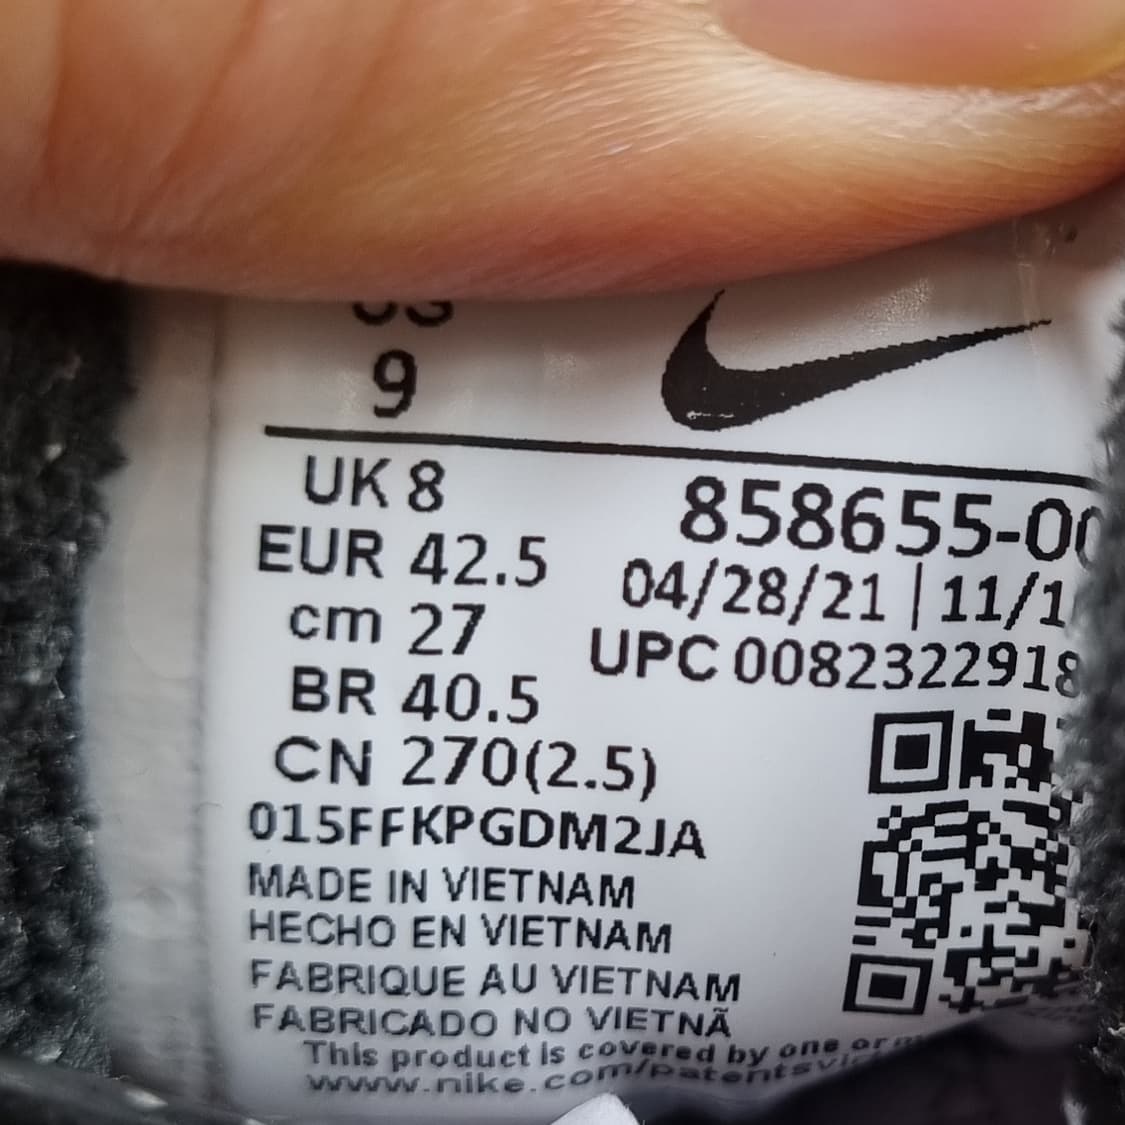 US
9
UK 8
EUR 42.5
cm 27
BR 40.5
CN 270(2.5)
015FFKPGDM2JA
858655-00
04/28/21 | 11/1
UPC 0082322918
MADE IN VIETNAM
HECHO EN VIETNAM
FABRIQUE AU VIETNAM
FABRICADO NO VIETNÃ
This product is covered by one or
www.nike.com/patents